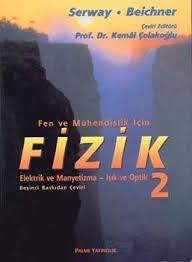 Serway • Beichner
Çeviri Editörü
Prof. Dr. Kemâl Çolakoğlu
Fen ve Mühendislik İçin
FİZİK
Elektrik ve Manyetizma – Işık ve Optik
2
Beşinci Baskıdan Çeviri
PALME YAYINCILIK